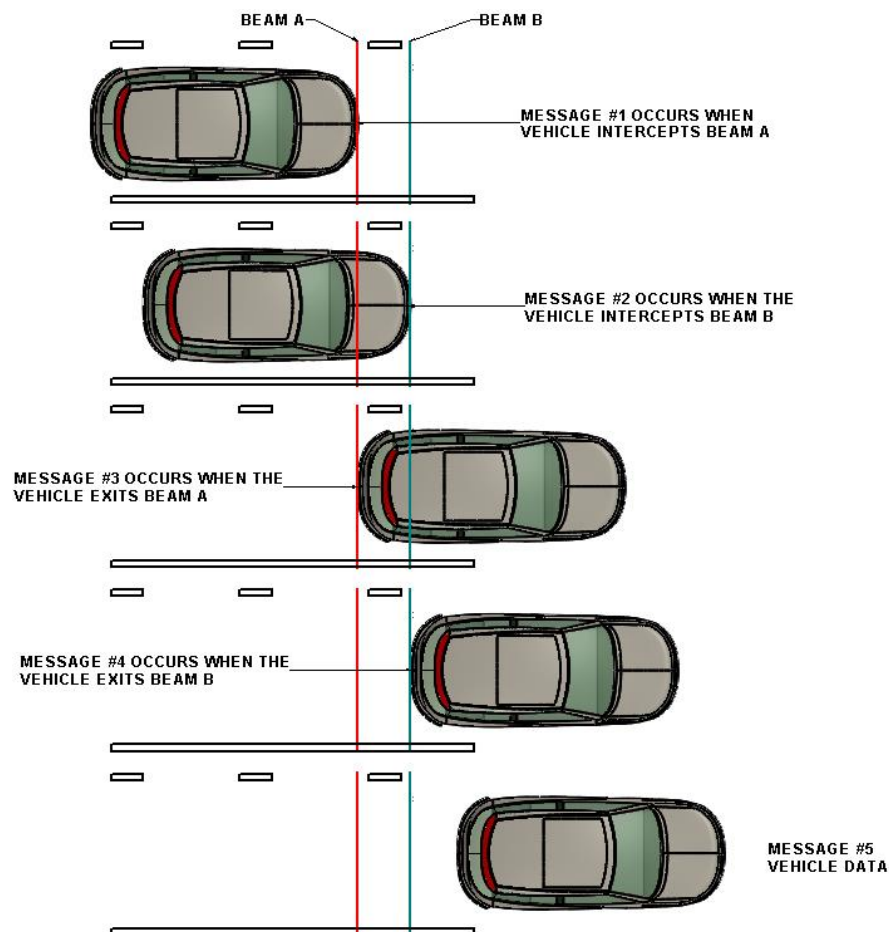 BEAM A
BEAM B
MESSAGE #1 OCCURS WHEN
VEHICLE INTERCEPTS BEAM A
MESSAGE #2 OCCURS WHEN THE
VEHICLE INTERCEPTS BEAM B
MESSAGE #3 OCCURS WHEN THE
VEHICLE EXITS BEAM A
MESSAGE #4 OCCURS WHEN THE
VEHICLE EXITS BEAM B
MESSAGE #5
VEHICLE DATA